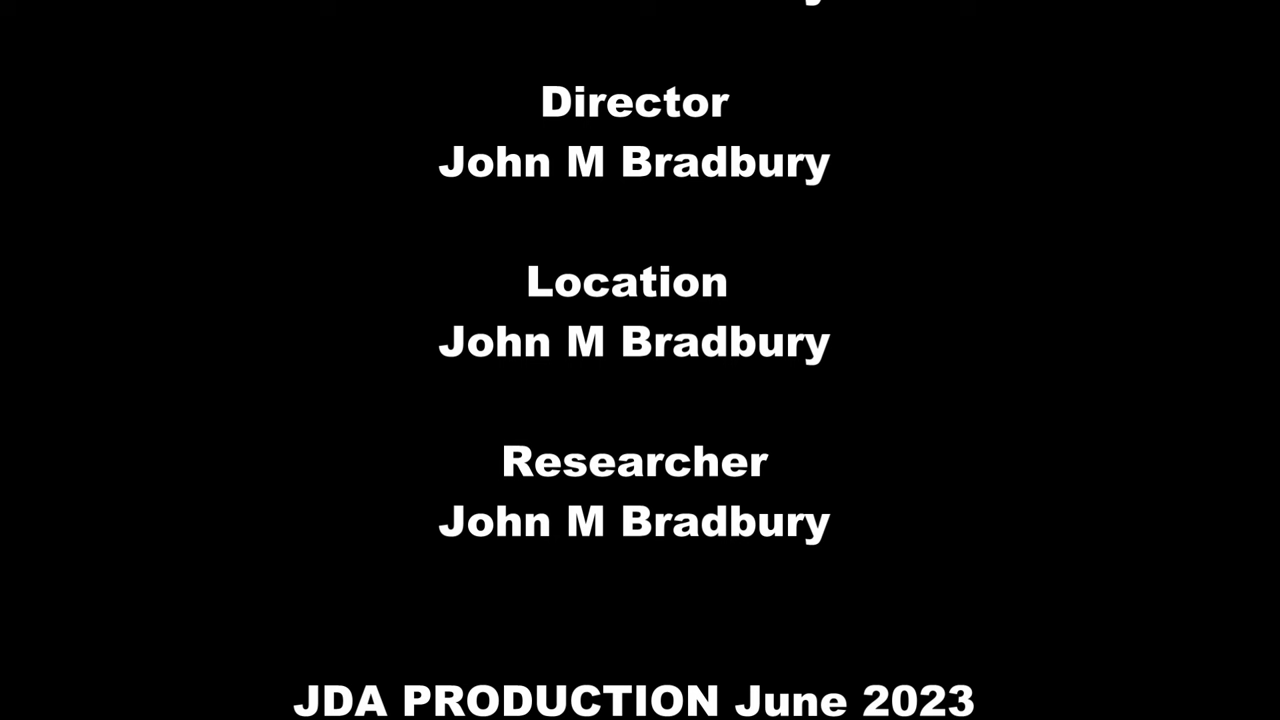 Director
John M Bradbury
Location
John M Bradbury
Researcher
John M Bradbury
JDA PRODUCTION June 2023